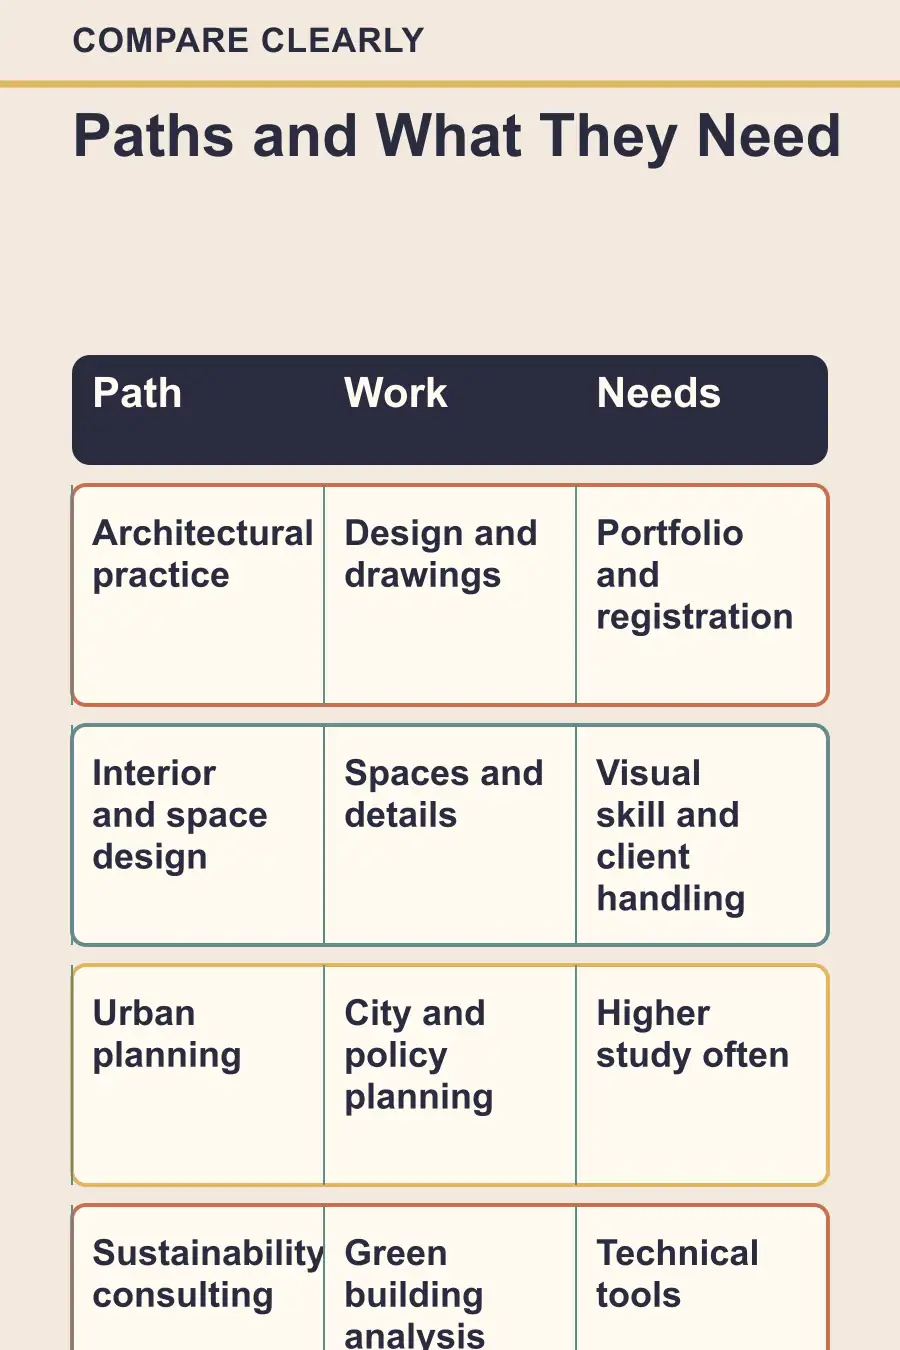 COMPARE CLEARLY
Paths and What They Need
Path
Work
Needs
Architectural
practice
Design and
drawings
Portfolio
and
registration
Interior
and space
design
Spaces and
details
Visual
skill and
client
handling
Urban
planning
City and
policy
planning
Higher
study often
Sustainability
consulting
Green
building
analysis
Technical
tools